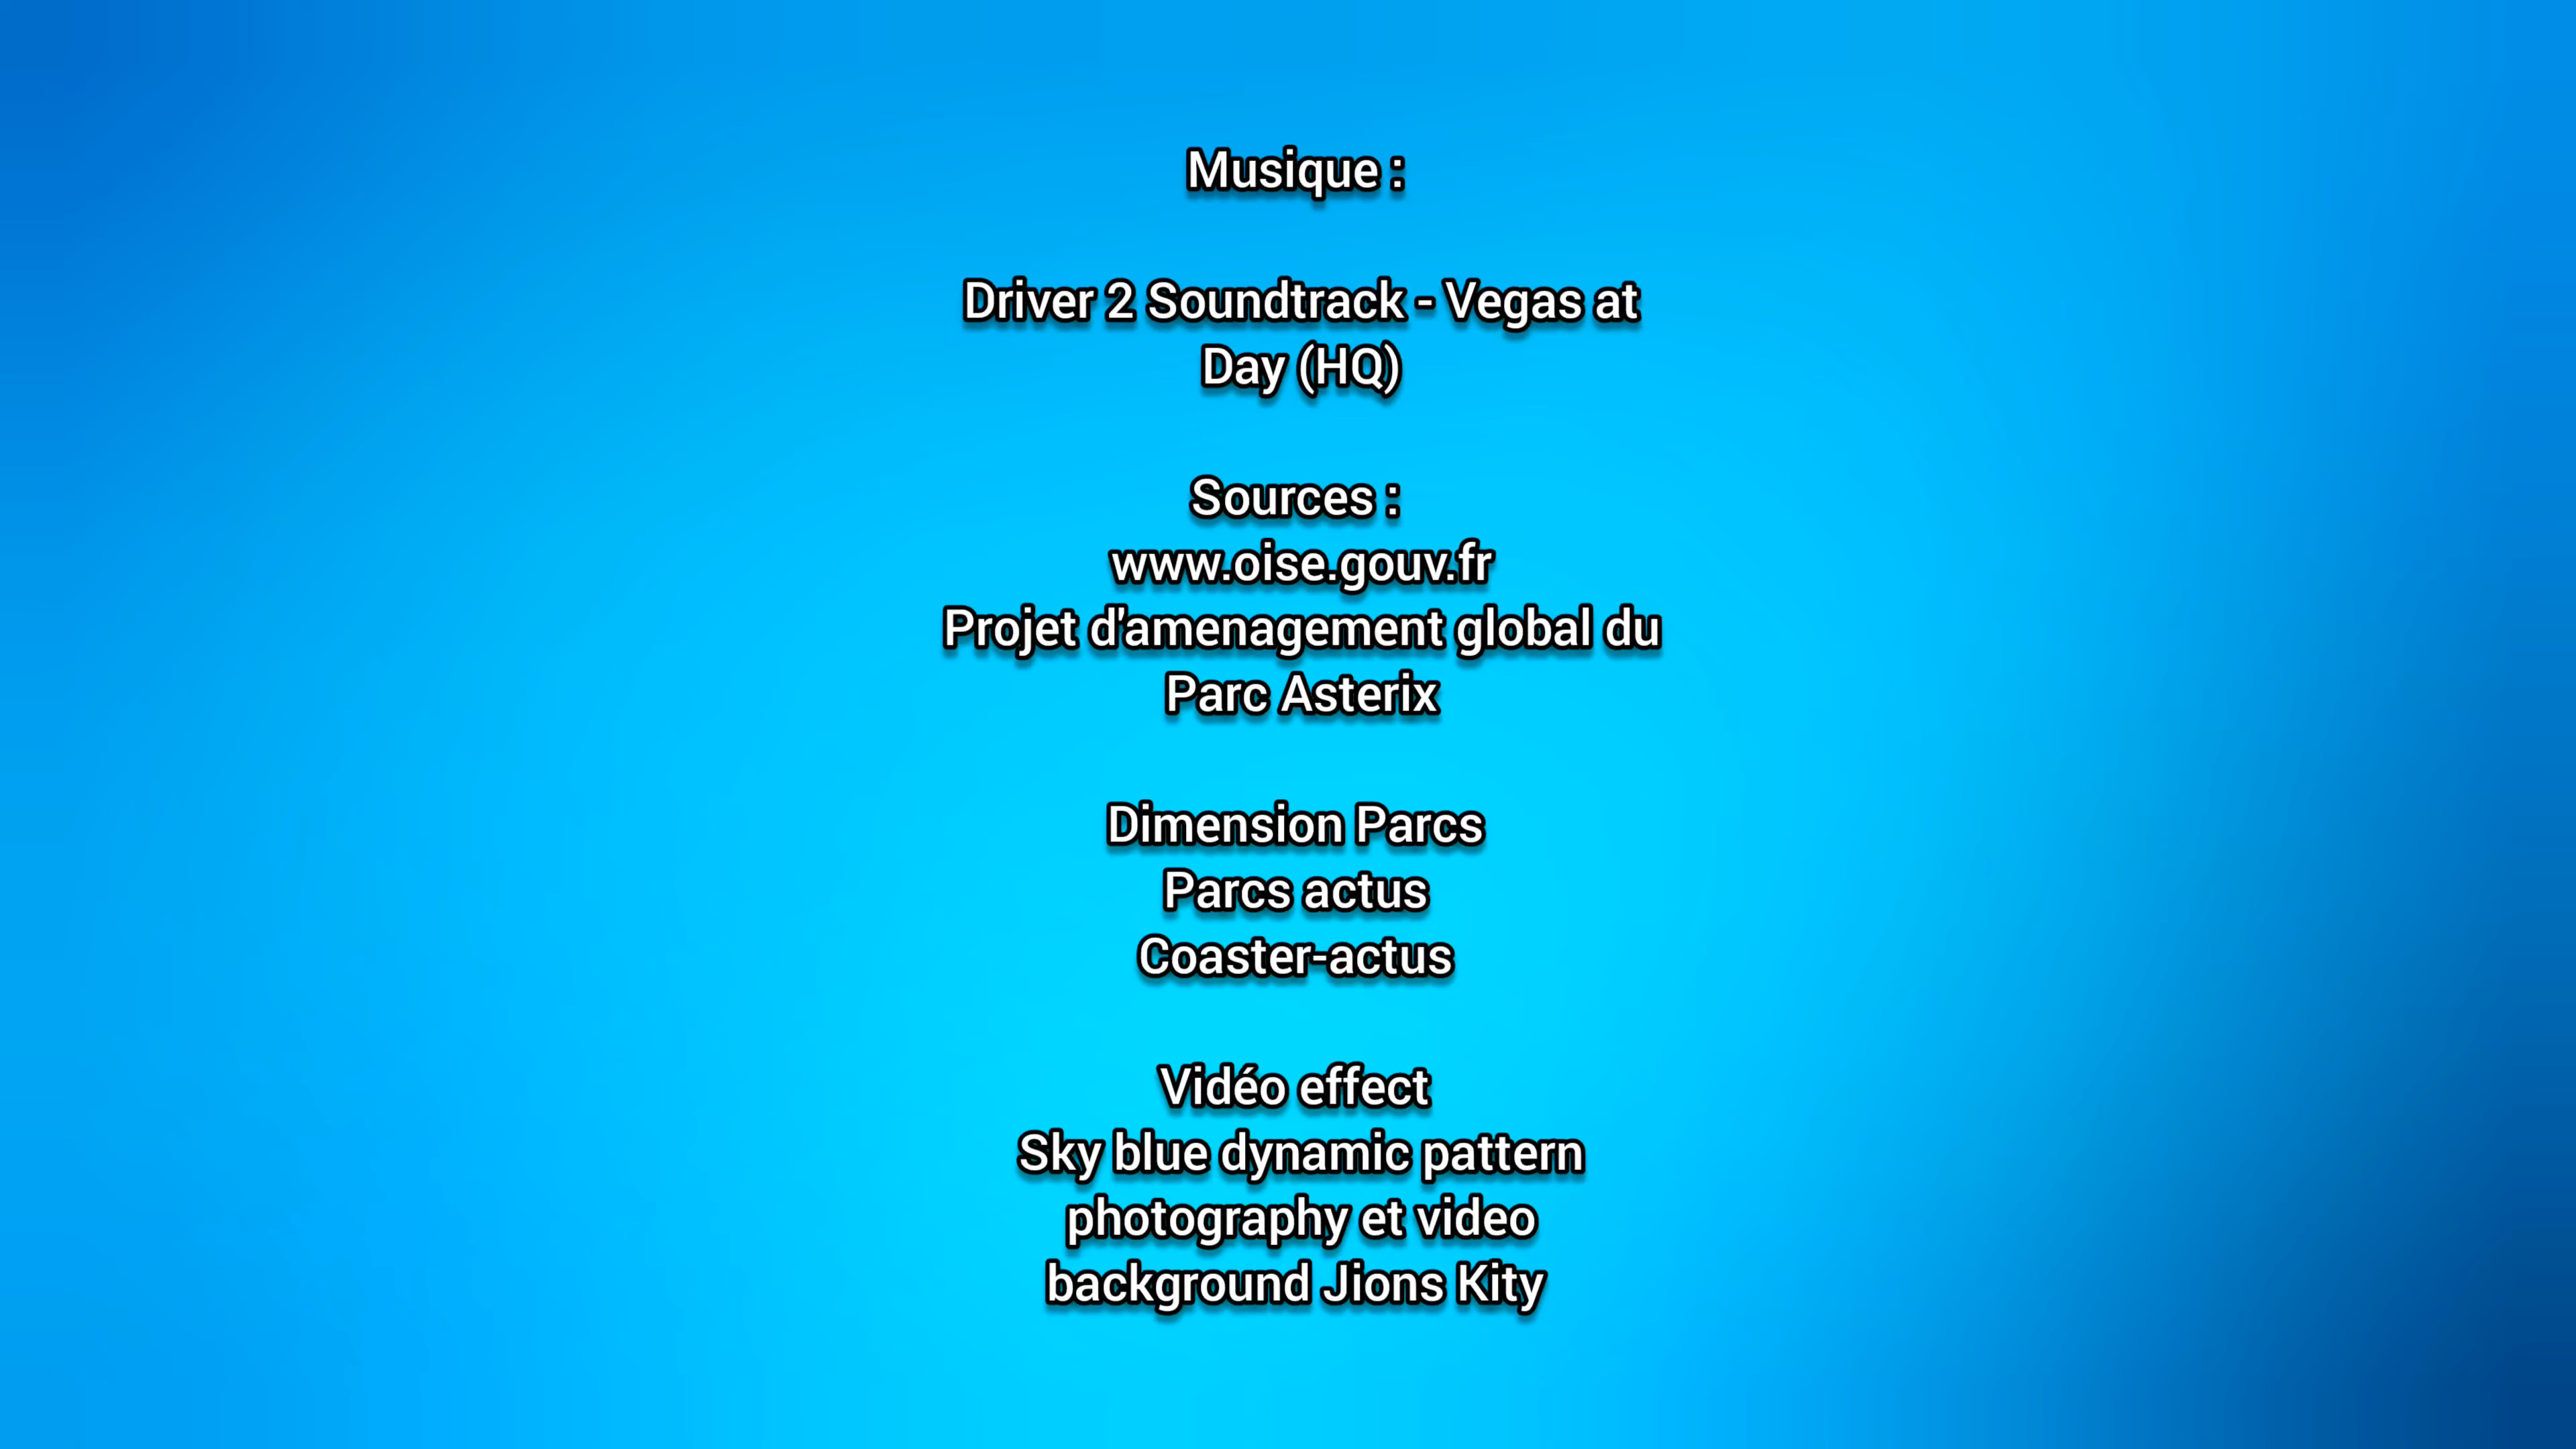 Musique :
Driver 2 Soundtrack - Vegas at
Day (HQ)
Sources :
www.oise.gouv.fr
Projet d'amenagement global du
Parc Asterix
Dimension Parcs
Parcs actus
Coaster-actus
Vidéo effect
Sky blue dynamic pattern
photography et video
background Jions Kity